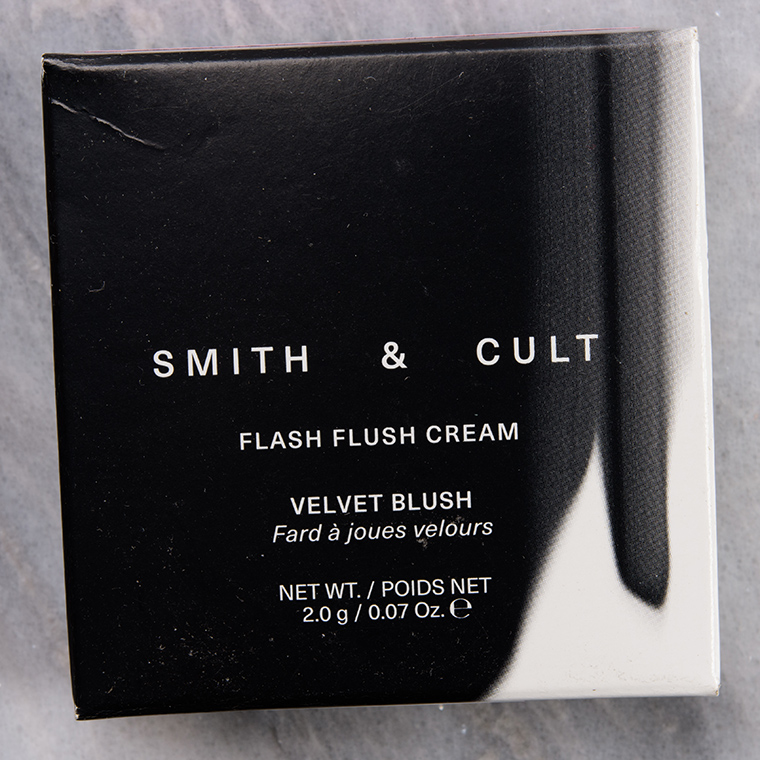 SMITH & CULT
FLASH FLUSH CREAM
VELVET BLUSH
Fard à joues velours
NET WT. / POIDS NET
2.0 g / 0.07 Oz. ℮